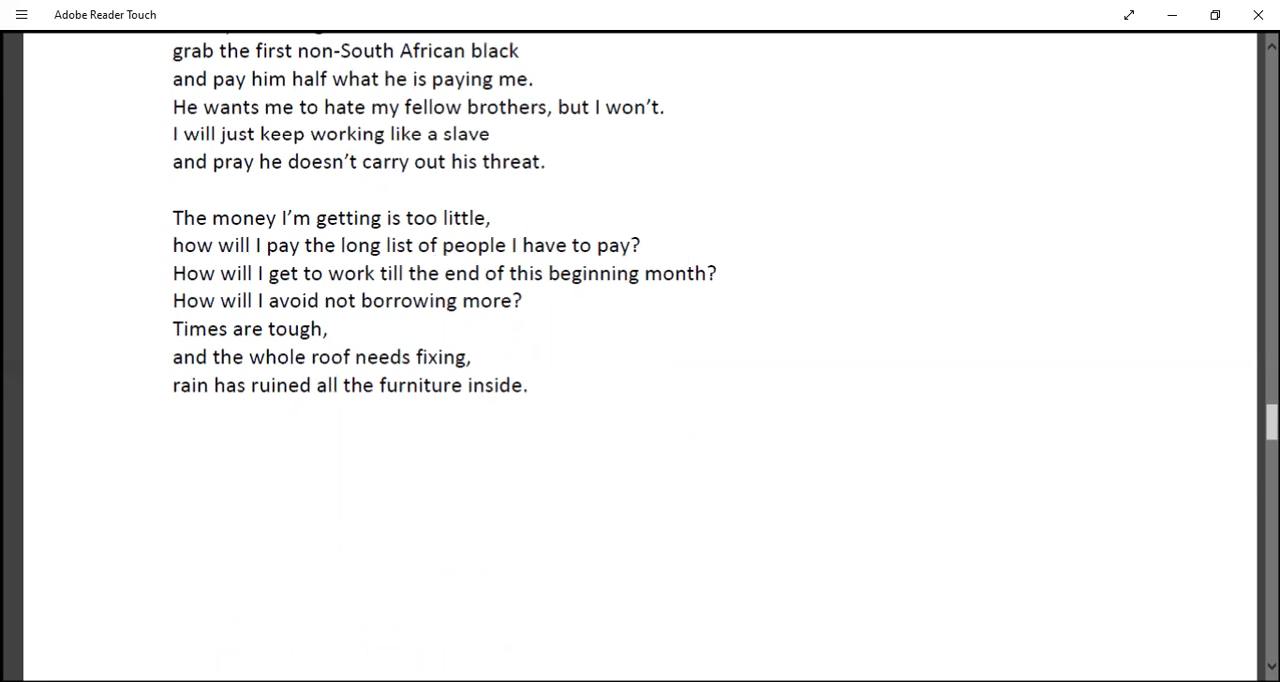 Adobe Reader Touch
grab the first non-South African black
and pay him half what he is paying me.
He wants me to hate my fellow brothers, but I won’t.
I will just keep working like a slave
and pray he doesn’t carry out his threat.
The money I’m getting is too little,
how will I pay the long list of people I have to pay?
How will I get to work till the end of this beginning month?
How will I avoid not borrowing more?
Times are tough,
and the whole roof needs fixing,
rain has ruined all the furniture inside.